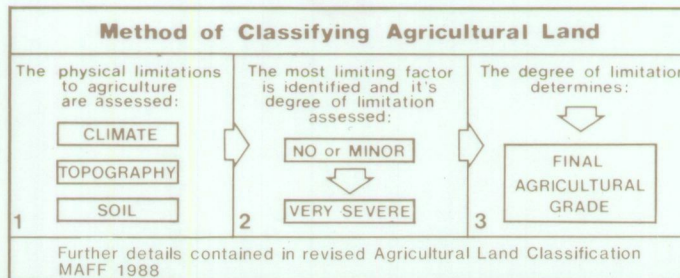 Method of Classifying Agricultural Land
The physical limitations
to agriculture
are assessed:
CLIMATE
TOPOGRAPHY
SOIL
1
The most limiting factor
is identified and it's
degree of limitation
assessed:
NO or MINOR
VERY SEVERE
2
The degree of limitation
determines:
FINAL
AGRICULTURAL
GRADE
3
Further details contained in revised Agricultural Land Classification
MAFF 1988